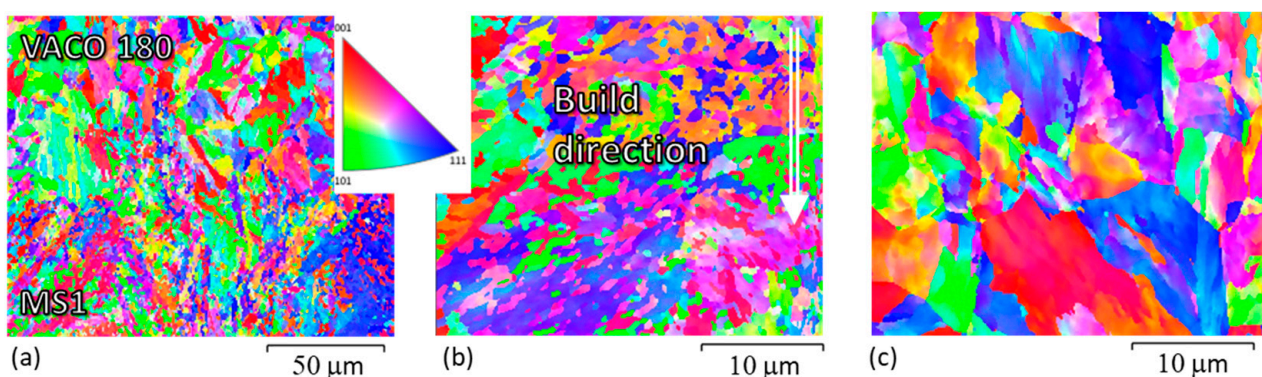 VACO 180
MS1
001
111
101
Build
direction
(a)
50 µm
(b)
10 µm
(c)
10 µm